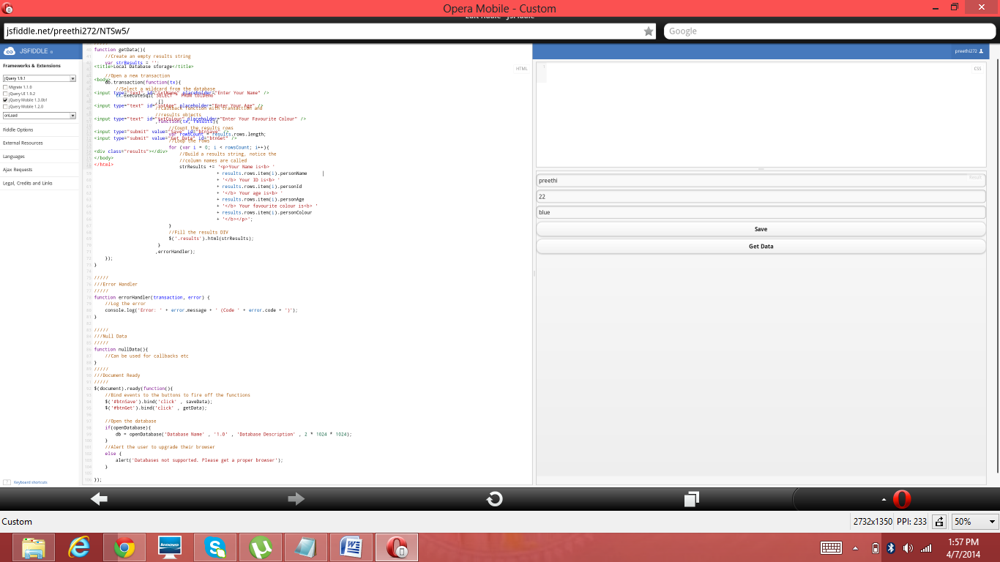 Opera Mobile - Custom
jsfiddle.net/preethi272/NTSw5/
Google
JSFIDDLE
preethi272
Frameworks & Extensions
jQuery 1.9.1
Migrate 1.1.0
jQuery UI 1.9.2
jQuery Mobile 1.3.0b1
jQuery Mobile 1.2.0
onLoad
Fiddle Options
External Resources
Languages
Ajax Requests
Legal, Credits and Links
Keyboard shortcuts
HTML
function getData(){
//Create an empty results string
var strResults = '';
<title>Local Database storage</title>
//Open a new transaction
<body>
db.transaction(function(tx){
//Select a wildcard from the database
<input type="text" id="txtName" placeholder="Enter Your Name" />
[]
<input type="text" id="intAge" placeholder="Enter Your Age" />
//Callback function with transaction and
//results objects
<input type="text" id="txtColour" placeholder="Enter Your Favourite Colour" />
,function(tx, results){
//Count the results rows
<input type="submit" value="Save" id="btnSave" />
var rowsCount = results.rows.length;
<input type="submit" value="Get Data" id="btnGet" />
//Loop the rows
for (var i = 0; i < rowsCount; i++){
<div class="results"></div>
//Build a results string, notice the
</body>
//column names are called
</html>
strResults += '<p>Your Name is<b> '
+ results.rows.item(i).personName
+ '</b> Your ID is<b> '
+ results.rows.item(i).personId
+ '</b> Your age is<b> '
+ results.rows.item(i).personAge
+ '</b> Your favourite colour is<b> '
+ results.rows.item(i).personColour
+ '</b></p>';
}
//Fill the results DIV
$('.results').html(strResults);
}
,errorHandler);
});
}
/////
///Error Handler
/////
function errorHandler(transaction, error) {
//Log the error
console.log('Error: ' + error.message + ' (Code ' + error.code + ')');
}
/////
///Null Data
/////
function nullData(){
//Can be used for callbacks etc
}
/////
///Document Ready
/////
$(document).ready(function(){
//Bind events to the buttons to fire off the functions
$('#btnSave').bind('click' , saveData);
$('#btnGet').bind('click' , getData);
//Open the database
if(openDatabase){
db = openDatabase('Database Name' , '1.0' , 'Database Description' , 2 * 1024 * 1024);
}
//Alert the user to upgrade their browser
else {
alert('Databases not supported. Please get a proper browser');
}
});
1
CSS
Result
preethi
22
blue
Save
Get Data
Custom
2732x1350 PPI: 233
50%
lenovo
1:57 PM
4/7/2014